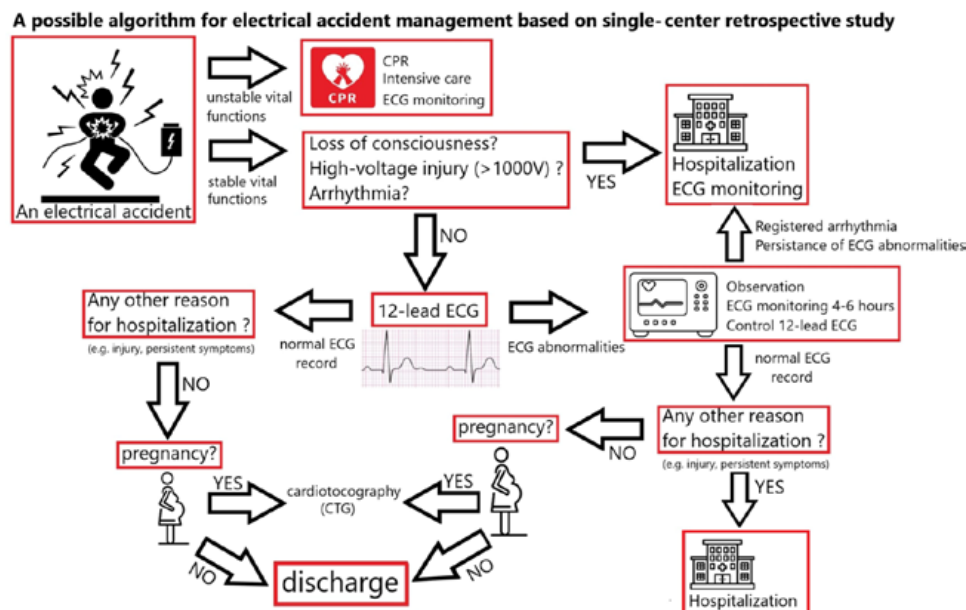 A possible algorithm for electrical accident management based on single-center retrospective study
An electrical accident
unstable vital
functions
CPR
CPR
Intensive care
ECG monitoring
stable vital
functions
Loss of consciousness?
High-voltage injury (>1000V) ?
Arrhythmia?
YES
Hospitalization
ECG monitoring
NO
Registered arrhythmia
Persistance of ECG abnormalities
Any other reason
for hospitalization ?
(e.g. injury, persistent symptoms)
normal ECG
record
12-lead ECG
ECG abnormalities
Observation
ECG monitoring 4-6 hours
Control 12-lead ECG
normal ECG
record
NO
pregnancy?
pregnancy?
NO
Any other reason
for hospitalization ?
(e.g. injury, persistent symptoms)
YES
cardiotocography
(CTG)
YES
YES
NO
discharge
NO
Hospitalization